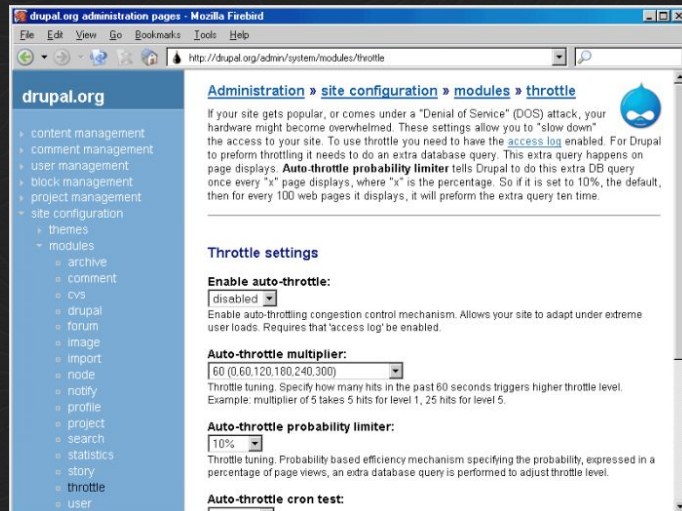 drupal.org administration pages - Mozilla Firebird
File Edit View Go Bookmarks Tools Help
http://drupal.org/admin/system/modules/throttle
drupal.org
content management
comment management
user management
block management
project management
site configuration
themes
modules
archive
comment
cvs
drupal
forum
image
import
node
notify
profile
project
search
statistics
story
throttle
user
Administration » site configuration » modules » throttle
If your site gets popular, or comes under a "Denial of Service" (DOS) attack, your
hardware might become overwhelmed. These settings allow you to "slow down"
the access to your site. To use throttle you need to have the access log enabled. For Drupal
to preform throttling it needs to do an extra database query. This extra query happens on
page displays. Auto-throttle probability limiter tells Drupal to do this extra DB query
once every "x" page displays, where "x" is the percentage. So if it is set to 10%, the default,
then for every 100 web pages it displays, it will preform the extra query ten time.
Throttle settings
Enable auto-throttle:
disabled
Enable auto-throttling congestion control mechanism. Allows your site to adapt under extreme
user loads. Requires that 'access log' be enabled.
Auto-throttle multiplier:
60 (0,60,120,180,240,300)
Throttle tuning. Specify how many hits in the past 60 seconds triggers higher throttle level.
Example: multiplier of 5 takes 5 hits for level 1, 25 hits for level 5.
Auto-throttle probability limiter:
10%
Throttle tuning. Probability based efficiency mechanism specifying the probability, expressed in a
percentage of page views, an extra database query is performed to adjust throttle level.
Auto-throttle cron test: